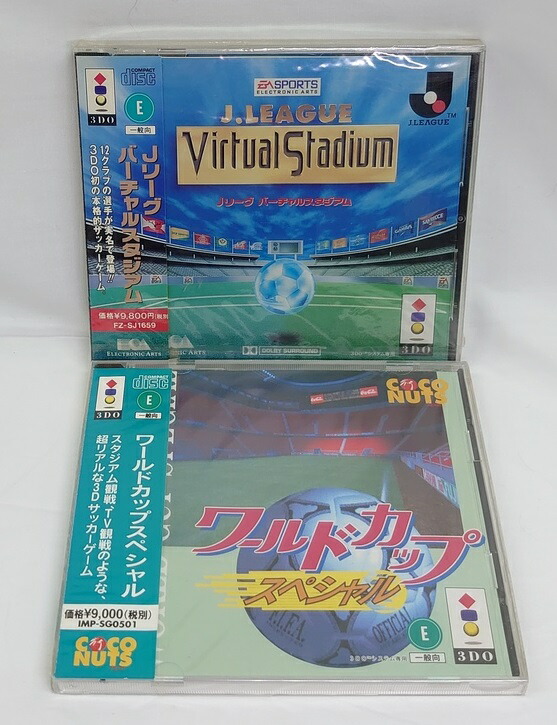 3DO
COMPACT
disc
E
一般向
Jリーグ
バーチャルスタジアム
12クラブの選手が実名で登場!!
3DO初の本格的サッカーゲーム。
価格¥9,800円(税別
FZ-SJ1659
ELECTRONIC ARTS
EA SPORTS
ELECTRONIC ARTS
J.LEAGUE
Virtual Stadium
Jリーグ バーチャルスタジアム
J.LEAGUE
TM
EA
ELECTRONIC ARTS
DOLBY SURROUND
3DO
3DO
COMPACT
disc
E
一般向
ワールドカップスペシャル
スタジアム観戦、TV観戦のような、
超リアルな3Dサッカーゲーム
価格¥9,000(税別)
IMP-SG0501
COCO
NUTS
COCO
NUTS
ワールドカップ
スペシャル
OFFICIAL
E
一般向
3DO